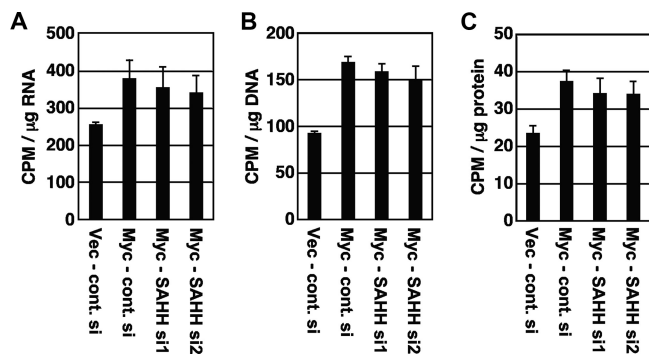 A
500
400
300
200
100
0
CPM / µg RNA
Vec - cont. si
Myc - cont. si
Myc - SAHH si1
Myc - SAHH si2
B
200
150
100
50
0
CPM / µg DNA
Vec - cont. si
Myc - cont. si
Myc - SAHH si1
Myc - SAHH si2
C
50
40
30
20
10
0
CPM / µg protein
Vec - cont. si
Myc - cont. si
Myc - SAHH si1
Myc - SAHH si2